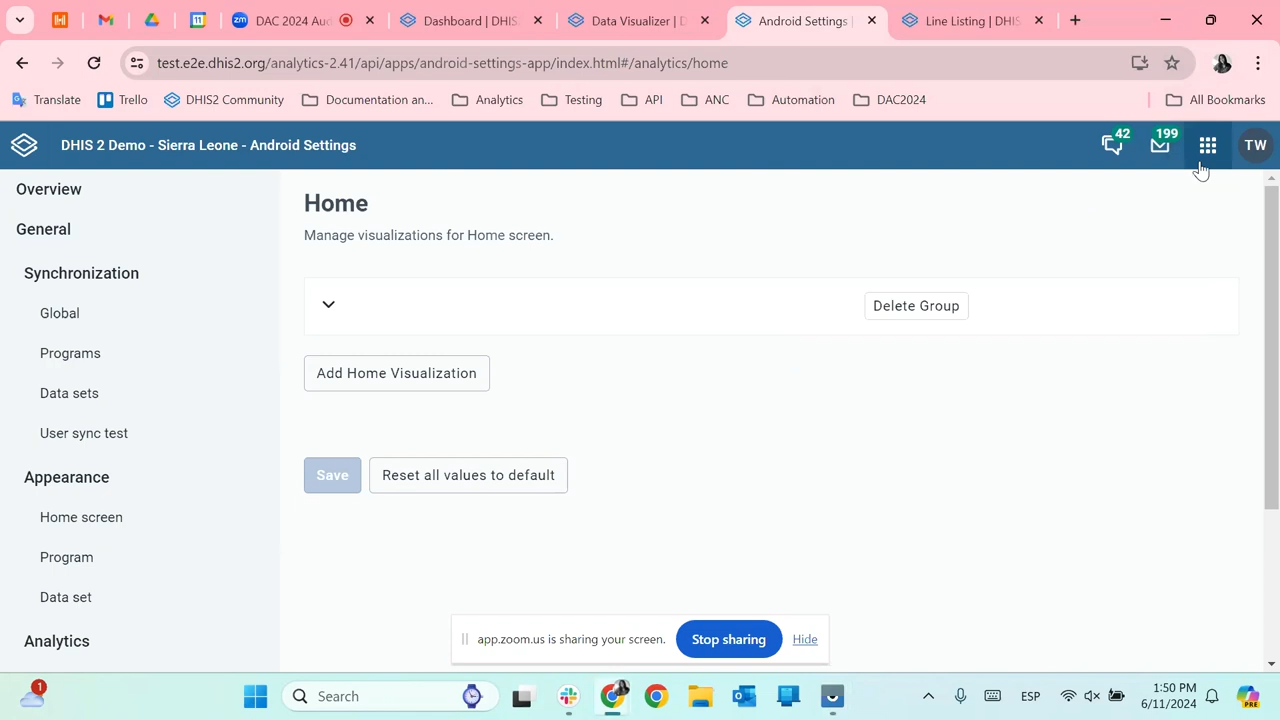 DAC 2024 Aud
Dashboard | DHIS
Data Visualizer | D
Android Settings
Line Listing | DHIS
test.e2e.dhis2.org/analytics-2.41/api/apps/android-settings-app/index.html#/analytics/home
Translate
Trello
DHIS2 Community
Documentation an...
Analytics
Testing
API
ANC
Automation
DAC2024
All Bookmarks
DHIS 2 Demo - Sierra Leone - Android Settings
42
199
TW
Overview
General
Synchronization
Global
Programs
Data sets
User sync test
Appearance
Home screen
Program
Data set
Analytics
Home
Manage visualizations for Home screen.
Delete Group
Add Home Visualization
Save
Reset all values to default
app.zoom.us is sharing your screen.
Stop sharing
Hide
1
Search
ESP
1:50 PM
6/11/2024
PRE